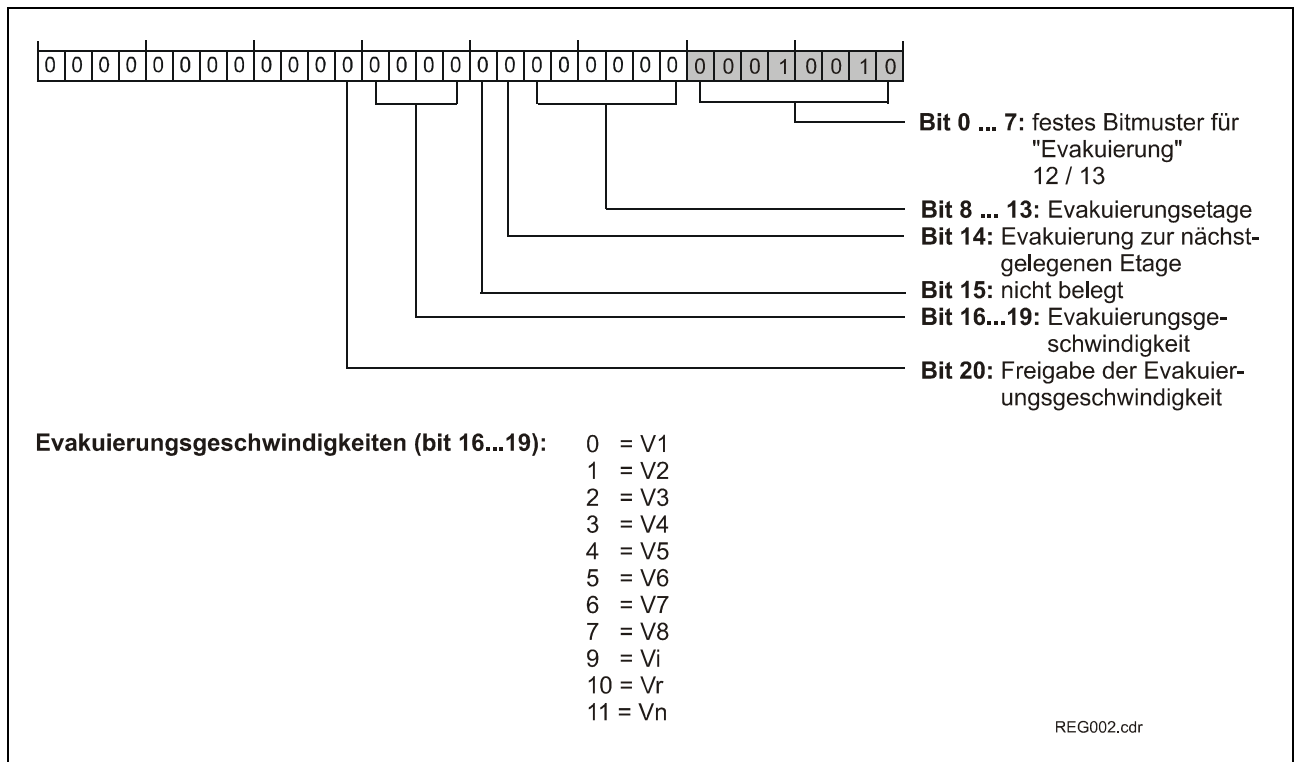 0 0 0 0 0 0 0 0 0 0 0 0 0 0 0 0 0 0 0 0 0 0 0 0 0 0 0 1 0 0 1 0
Bit 0 ... 7: festes Bitmuster für
"Evakuierung"
12 / 13
Bit 8 ... 13: Evakuierungsetage
Bit 14: Evakuierung zur nächst-
gelegenen Etage
Bit 15: nicht belegt
Bit 16...19: Evakuierungsge-
schwindigkeit
Bit 20: Freigabe der Evakuier-
ungsgeschwindigkeit
Evakuierungsgeschwindigkeiten (bit 16...19): 0 = V1
1 = V2
2 = V3
3 = V4
4 = V5
5 = V6
6 = V7
7 = V8
9 = Vi
10 = Vr
11 = Vn
REG002.cdr